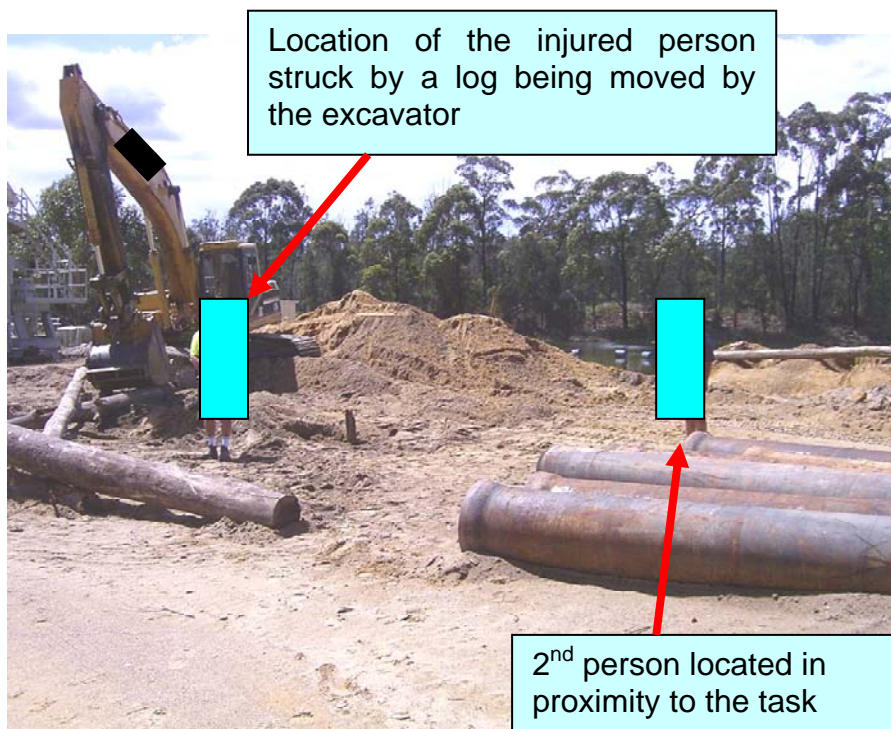 Location of the injured person
struck by a log being moved by
the excavator
2nd person located in
proximity to the task